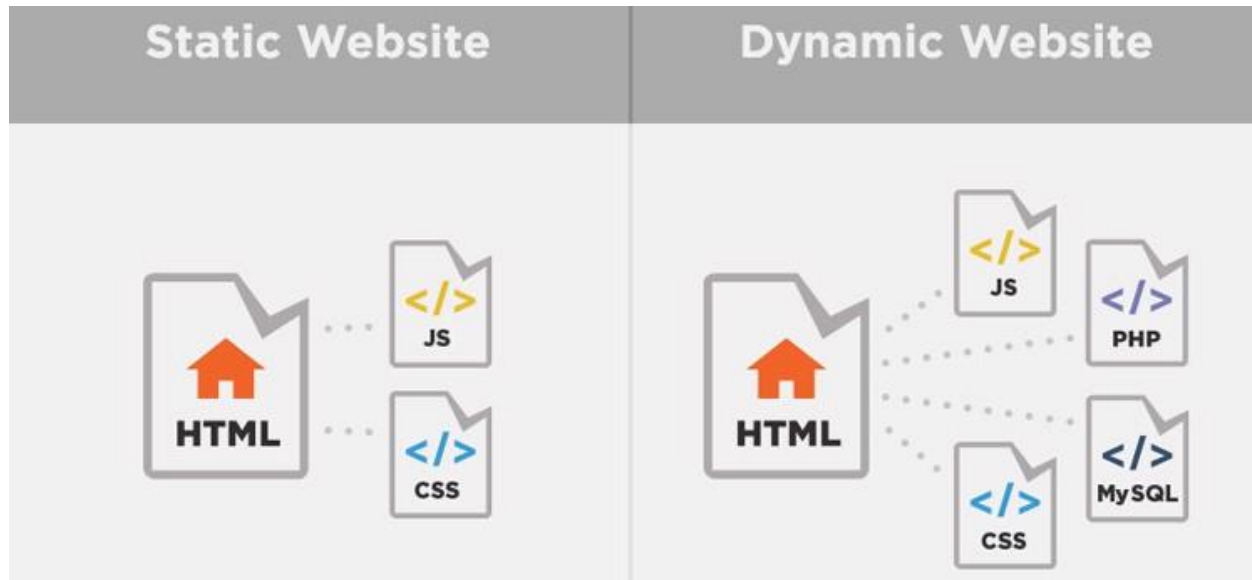 Static Website
Dynamic Website
</>
JS
HTML
</>
CSS
</>
JS
</>
PHP
HTML
</>
MySQL
</>
CSS